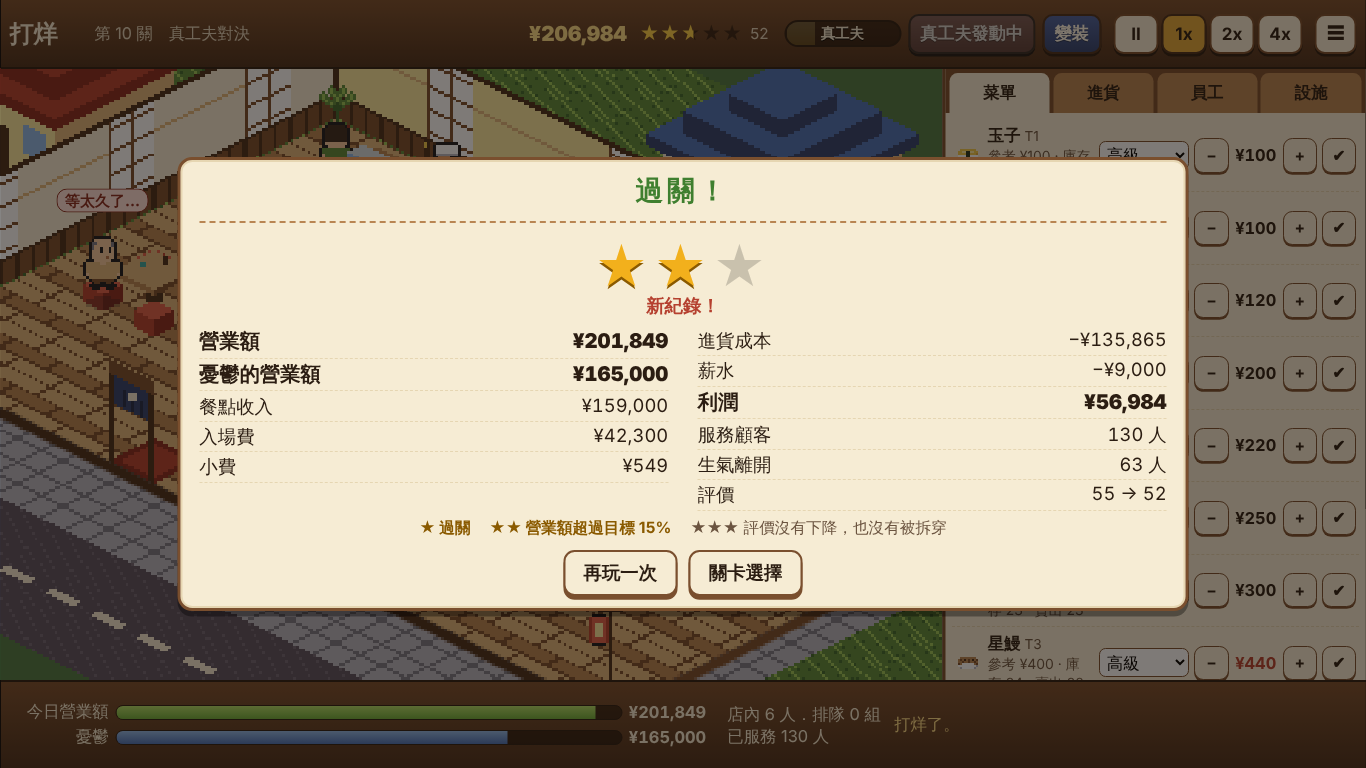 打烊 第 10 關 真工夫對決 ¥206,984 ★★★★★ 52 真工夫 真工夫發動中 變裝 II 1x 2x 4x ☰
菜單 進貨 員工 設施
玉子 T1
參考 ¥100 · 庫存 高級 − ¥100 + ✔
等太久了…
− ¥100 + ✔
− ¥120 + ✔
− ¥200 + ✔
− ¥220 + ✔
− ¥250 + ✔
− ¥300 + ✔
星鰻 T3
參考 ¥400 · 庫 高級 − ¥440 + ✔
過關！
★★★
新紀錄！
營業額 ¥201,849
憂鬱的營業額 ¥165,000
餐點收入 ¥159,000
入場費 ¥42,300
小費 ¥549
進貨成本 −¥135,865
薪水 −¥9,000
利潤 ¥56,984
服務顧客 130 人
生氣離開 63 人
評價 55 → 52
★ 過關 ★★ 營業額超過目標 15% ★★★ 評價沒有下降，也沒有被拆穿
再玩一次 關卡選擇
今日營業額 ¥201,849
憂鬱 ¥165,000
店內 6 人．排隊 0 組
已服務 130 人
打烊了。